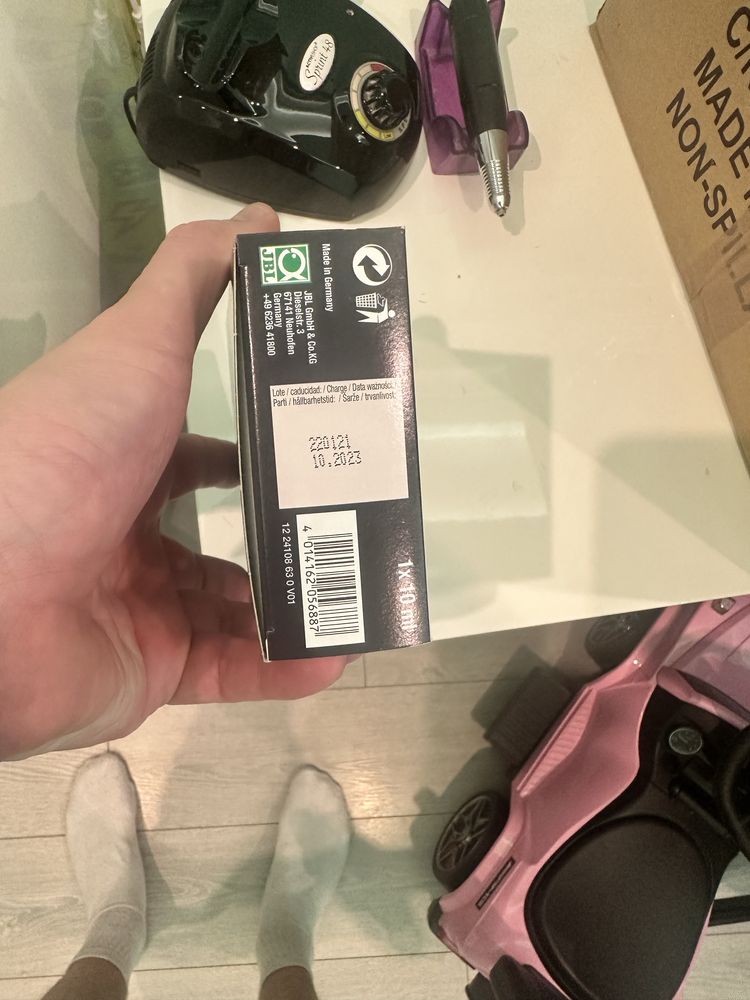 Sprint 48
MADE
NON-SPILL
JBL
Made in Germany
JBL GmbH & Co.KG
Dieselstr. 3
67141 Neuhofen
Germany
+49 6236 41800
Lote / caducidad: / Charge / Data ważności:
Parti / hållbarhetstid: / Šarže / trvanlivost:
220121
10.2023
4 014162 056887
12 24108 63 0 V01
1x 10 ml